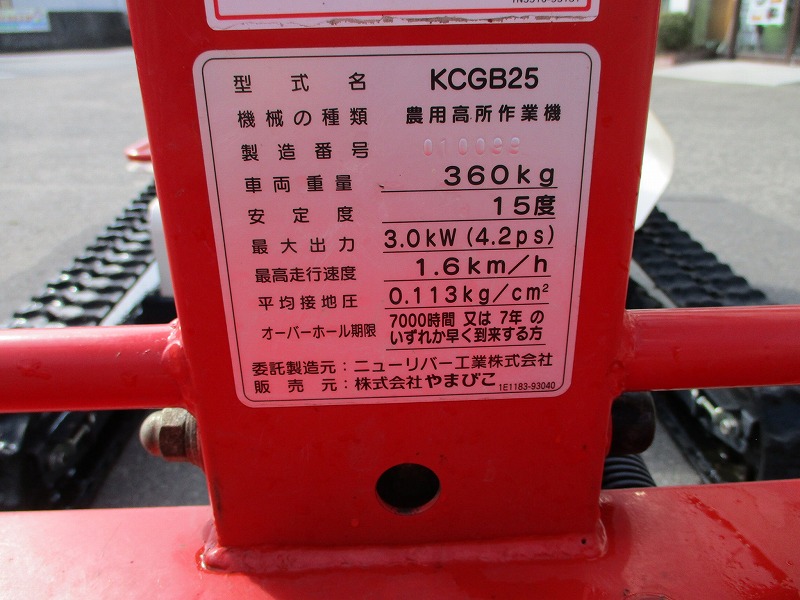 型式名 KCGB25
機械の種類 農用高所作業機
製造番号
車両重量 360kg
安定度 15度
最大出力 3.0kW(4.2ps)
最高走行速度 1.6km/h
平均接地圧 0.113kg/cm²
オーバーホール期限 7000時間 又は 7年 の
いずれか早く到来する方
委託製造元:ニューリバー工業株式会社
販売元:株式会社やまびこ
1E1183-93040